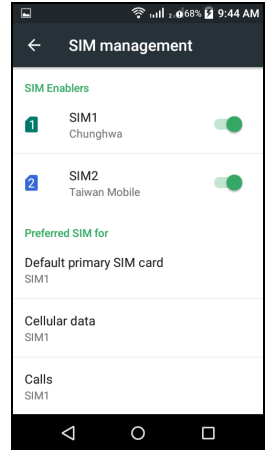 68% 9:44 AM
SIM management
SIM Enablers
1
SIM1
Chunghwa
2
SIM2
Taiwan Mobile
Preferred SIM for
Default primary SIM card
SIM1
Cellular data
SIM1
Calls
SIM1